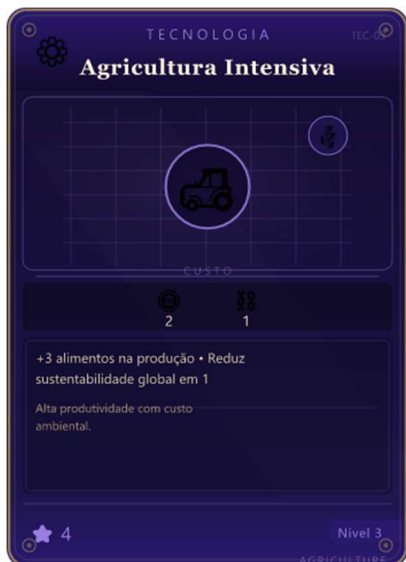 TECNOLOGIA
TEC-05
Agricultura Intensiva
CUSTO
2 1
+3 alimentos na produção • Reduz
sustentabilidade global em 1
Alta produtividade com custo
ambiental.
4
Nível 3
AGRICULTURE